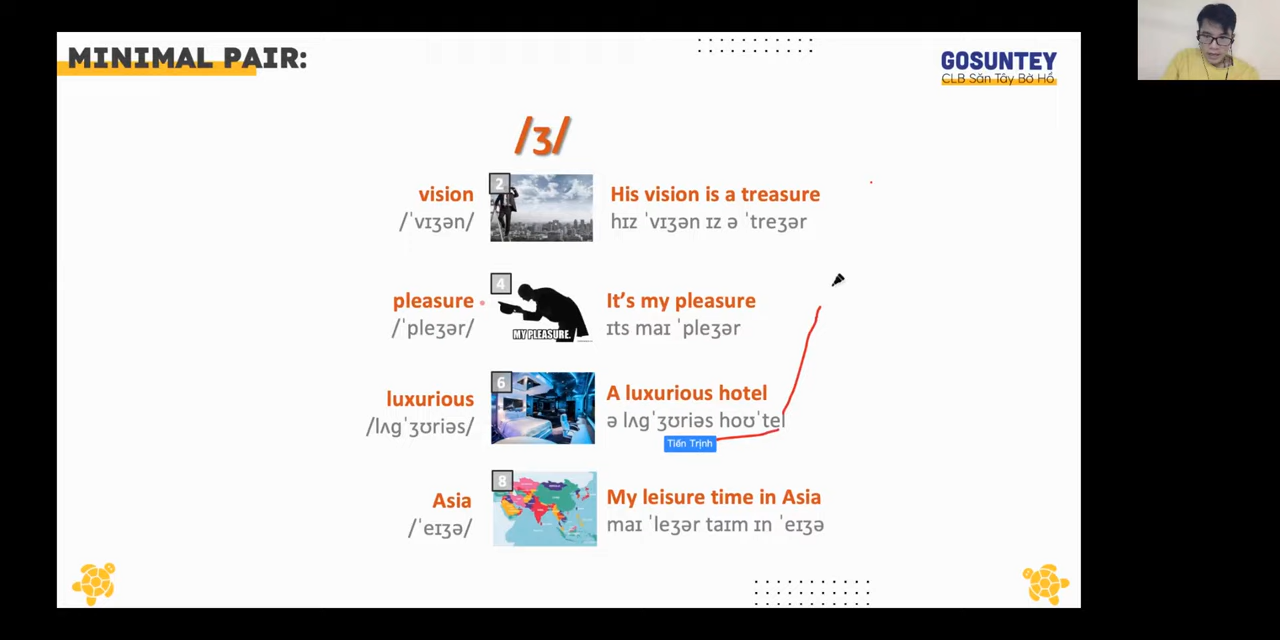 MINIMAL PAIR:
GOSUNTEY
CLB Săn Tây Bờ Hồ
/ʒ/
vision
/ˈvɪʒən/
2
His vision is a treasure
hɪz ˈvɪʒən ɪz ə ˈtreʒər
pleasure
/ˈpleʒər/
4
MY PLEASURE.
It’s my pleasure
ɪts maɪ ˈpleʒər
luxurious
/lʌgˈʒʊriəs/
6
A luxurious hotel
ə lʌgˈʒʊriəs hoʊˈtel
Tiến Trịnh
Asia
/ˈeɪʒə/
8
My leisure time in Asia
maɪ ˈleʒər taɪm ɪn ˈeɪʒə